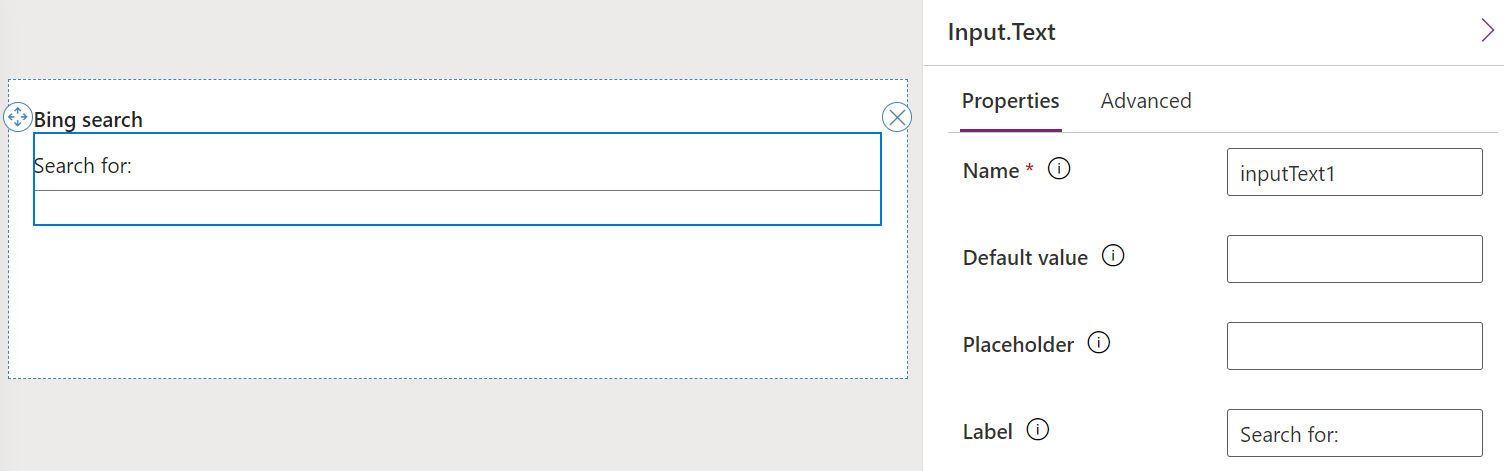 Bing search
Search for:
Input.Text
Properties Advanced
Name * inputText1
Default value
Placeholder
Label Search for: